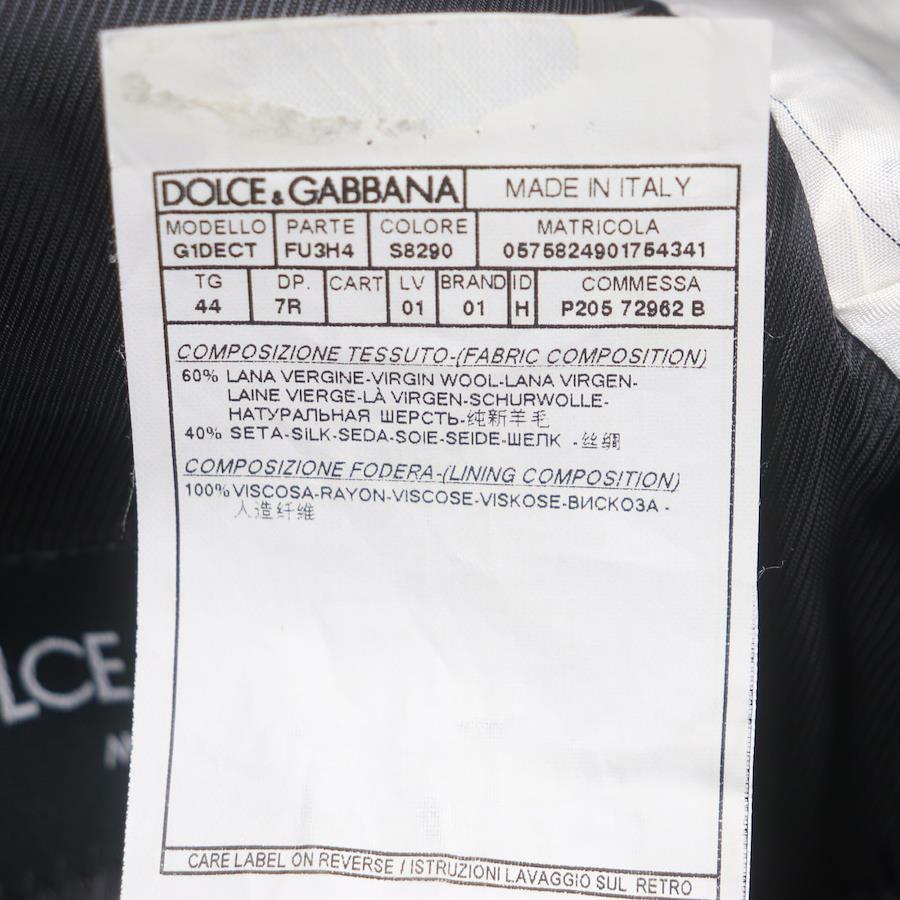 DOLCE & GABBANA MADE IN ITALY
MODELLO PARTE COLORE MATRICOLA
G1DECT FU3H4 S8290 0575824901754341
TG DP. CART LV BRAND ID COMMESSA
44 7R 01 01 H P205 72962 B
COMPOSIZIONE TESSUTO-(FABRIC COMPOSITION)
60% LANA VERGINE-VIRGIN WOOL-LANA VIRGEN-
LAINE VIERGE-LÀ VIRGEN-SCHURWOLLE-
НАТУРАЛЬНАЯ ШЕРСТЬ-纯新羊毛
40% SETA-SILK-SEDA-SOIE-SEIDE-ШЕЛК -丝绸
COMPOSIZIONE FODERA-(LINING COMPOSITION)
100% VISCOSA-RAYON-VISCOSE-VISKOSE-ВИСКОЗА -
人造纤维
LCE
CARE LABEL ON REVERSE / ISTRUZIONI LAVAGGIO SUL RETRO